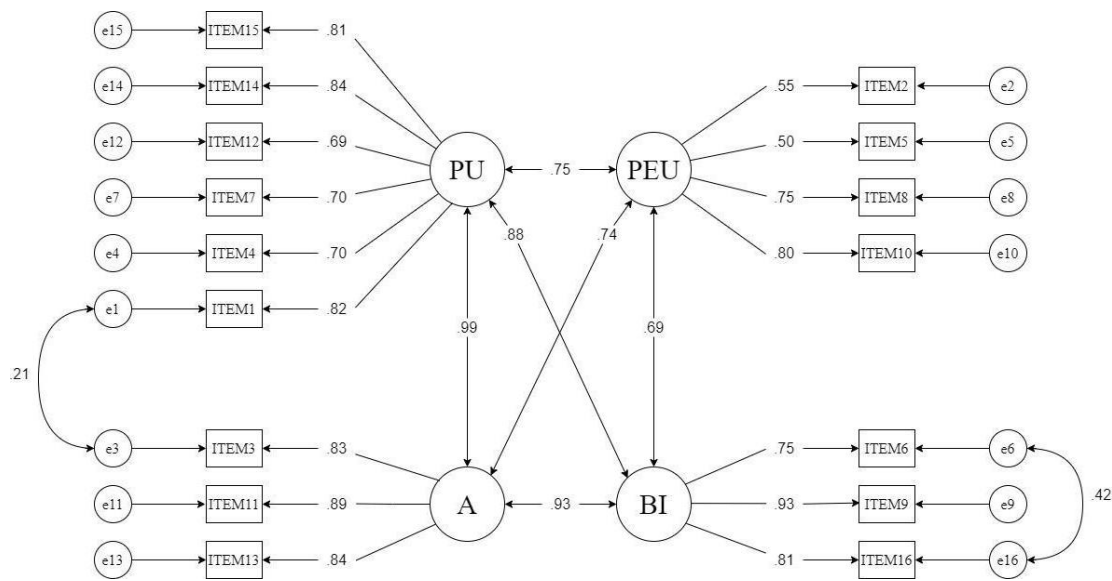 e15 ITEM15 .81
e14 ITEM14 .84 .55 ITEM2 e2
e12 ITEM12 .69 .50 ITEM5 e5
PU .75 PEU
e7 ITEM7 .70 .75 ITEM8 e8
.88 .74
e4 ITEM4 .70 .80 ITEM10 e10
e1 ITEM1 .82
.99 .69
.21
e3 ITEM3 .83 .75 ITEM6 e6
.42
e11 ITEM11 .89 A .93 BI .93 ITEM9 e9
e13 ITEM13 .84 .81 ITEM16 e16